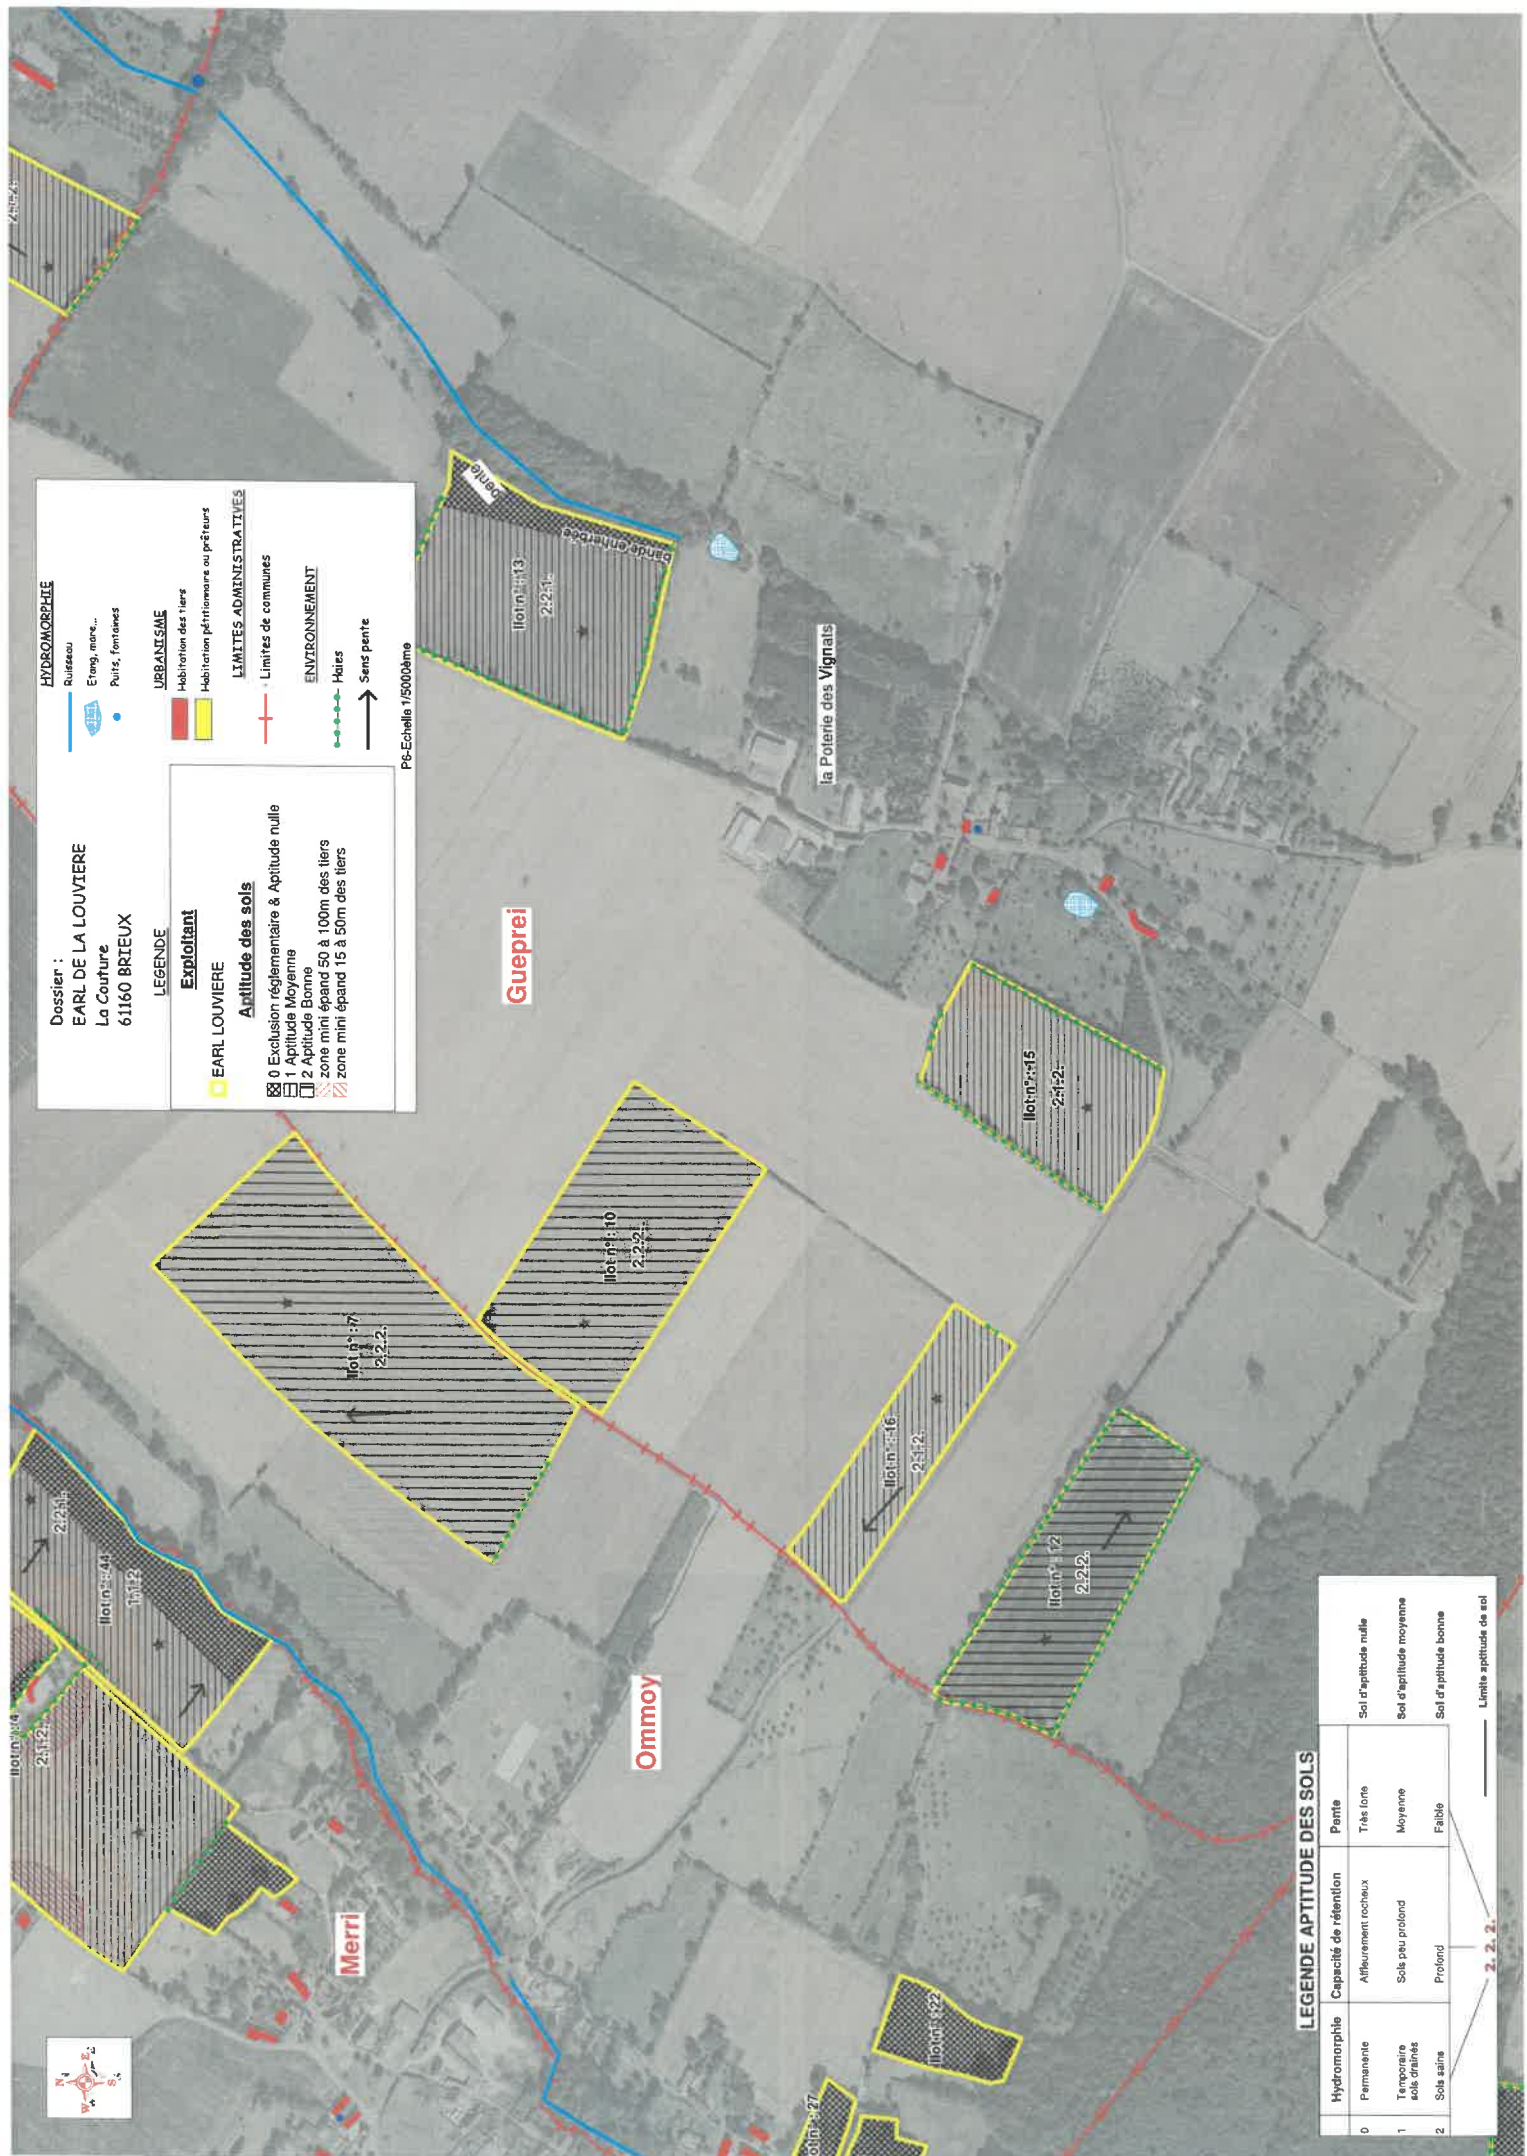 Dossier :
EARL DE LA LOUVIERE
La Couture
61160 BRIEUX
LEGENDE
Exploitant
EARL LOUVIERE
Aptitude des sols
0 Exclusion réglementaire & Aptitude nulle
1 Aptitude Moyenne
2 Aptitude Bonne
zone mini épand 50 à 100m des tiers
zone mini épand 15 à 50m des tiers
HYDROMORPHIE
Ruisseau
Etang, mare...
Puits, fontaines
URBANISME
Habitation des tiers
Habitation pétitionnaire ou prêteurs
LIMITES ADMINISTRATIVES
Limites de communes
ENVIRONNEMENT
Haies
Sens pente
P6-Echelle 1/5000ème
N
W
E
S
Ilot n° : 4
2.1.2.
Ilot n° : 44
1.1.2
2.2.1.
Ilot n° : 7
2.2.2.
Ilot n° : 10
2.2.2.
Ilot n° : 13
2.2.1.
pente
bande enherbée
Gueprei
la Poterie des Vignats
Ilot n° : 15
2.1.2.
Ilot n° : 16
2.1.2.
Ilot n° : 12
2.2.2.
Ommoy
Merri
Ilot n° : 22
27
LEGENDE APTITUDE DES SOLS
Hydromorphie Capacité de rétention Pente
0 Permanente Affleurement rocheux Très forte Sol d'aptitude nulle
1 Temporaire sols drainés Sols peu profond Moyenne Sol d'aptitude moyenne
2 Sols sains Profond Faible Sol d'aptitude bonne
2. 2. 2.
Limite aptitude de sol